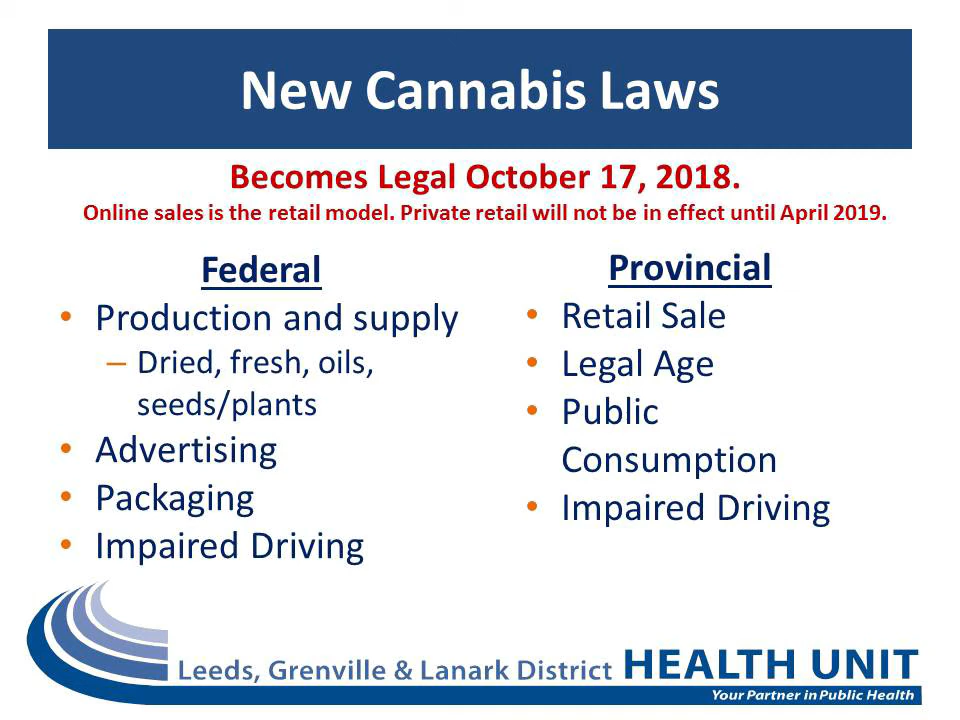 New Cannabis Laws
Becomes Legal October 17, 2018.
Online sales is the retail model. Private retail will not be in effect until April 2019.
Federal
• Production and supply
– Dried, fresh, oils,
seeds/plants
• Advertising
• Packaging
• Impaired Driving
Provincial
• Retail Sale
• Legal Age
• Public
Consumption
• Impaired Driving
Leeds, Grenville & Lanark District HEALTH UNIT
Your Partner in Public Health